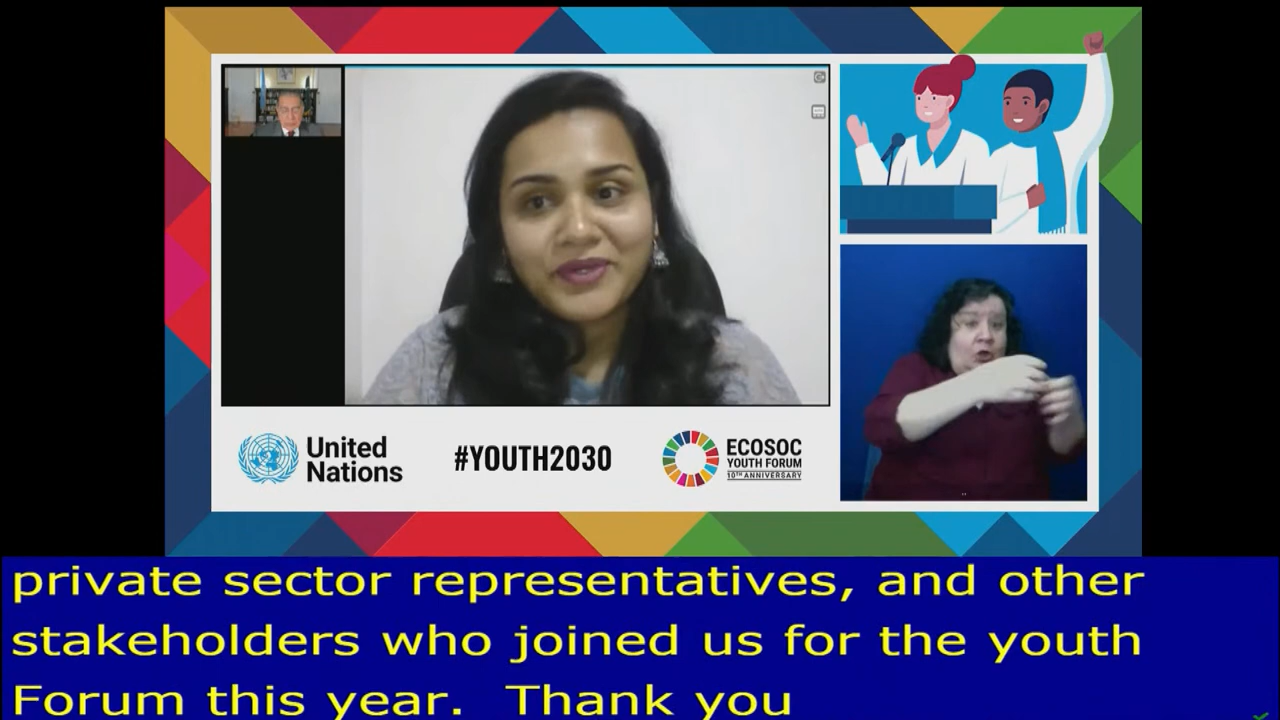 United
Nations
#YOUTH2030
ECOSOC
YOUTH FORUM
10TH ANNIVERSARY
private sector representatives, and other
stakeholders who joined us for the youth
Forum this year.  Thank you